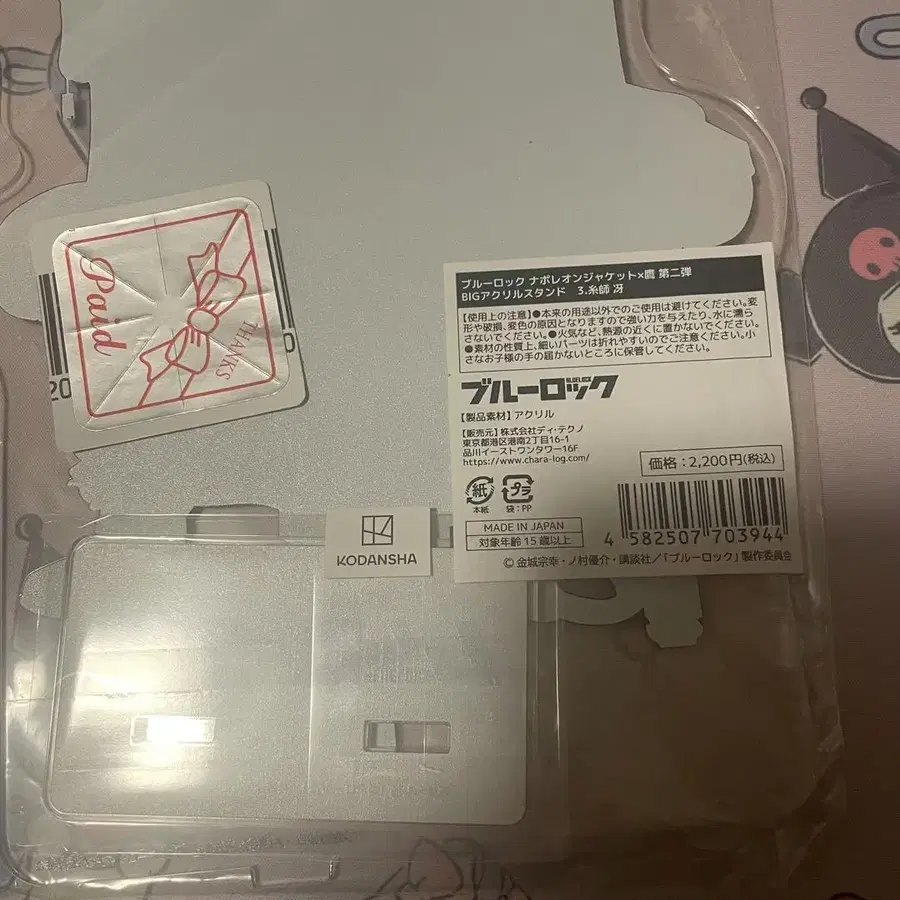 Paid
THANKS
20
0
ブルーロック ナポレオンジャケット×鷹 第二弾
BIGアクリルスタンド 3.糸師 冴
【使用上の注意】●本来の用途以外でのご使用は避けてください。変
形や破損、変色の原因となりますので強い力を与えたり、水に濡ら
さないでください。●火気など、熱源の近くに置かないでください。
●素材の性質上、細いパーツは折れやすいのでご注意ください。小
さなお子様の手の届かないところに保管してください。
ブルーロック
【製品素材】アクリル
【販売元】株式会社ディ・テクノ
東京都港区港南2丁目16-1
品川イーストワンタワー16F
https://www.chara-log.com/
価格：2,200円(税込)
紙
プラ
本紙
袋：PP
MADE IN JAPAN
対象年齢15歳以上
4 582507 703944
© 金城宗幸・ノ村優介・講談社／「ブルーロック」製作委員会
KODANSHA